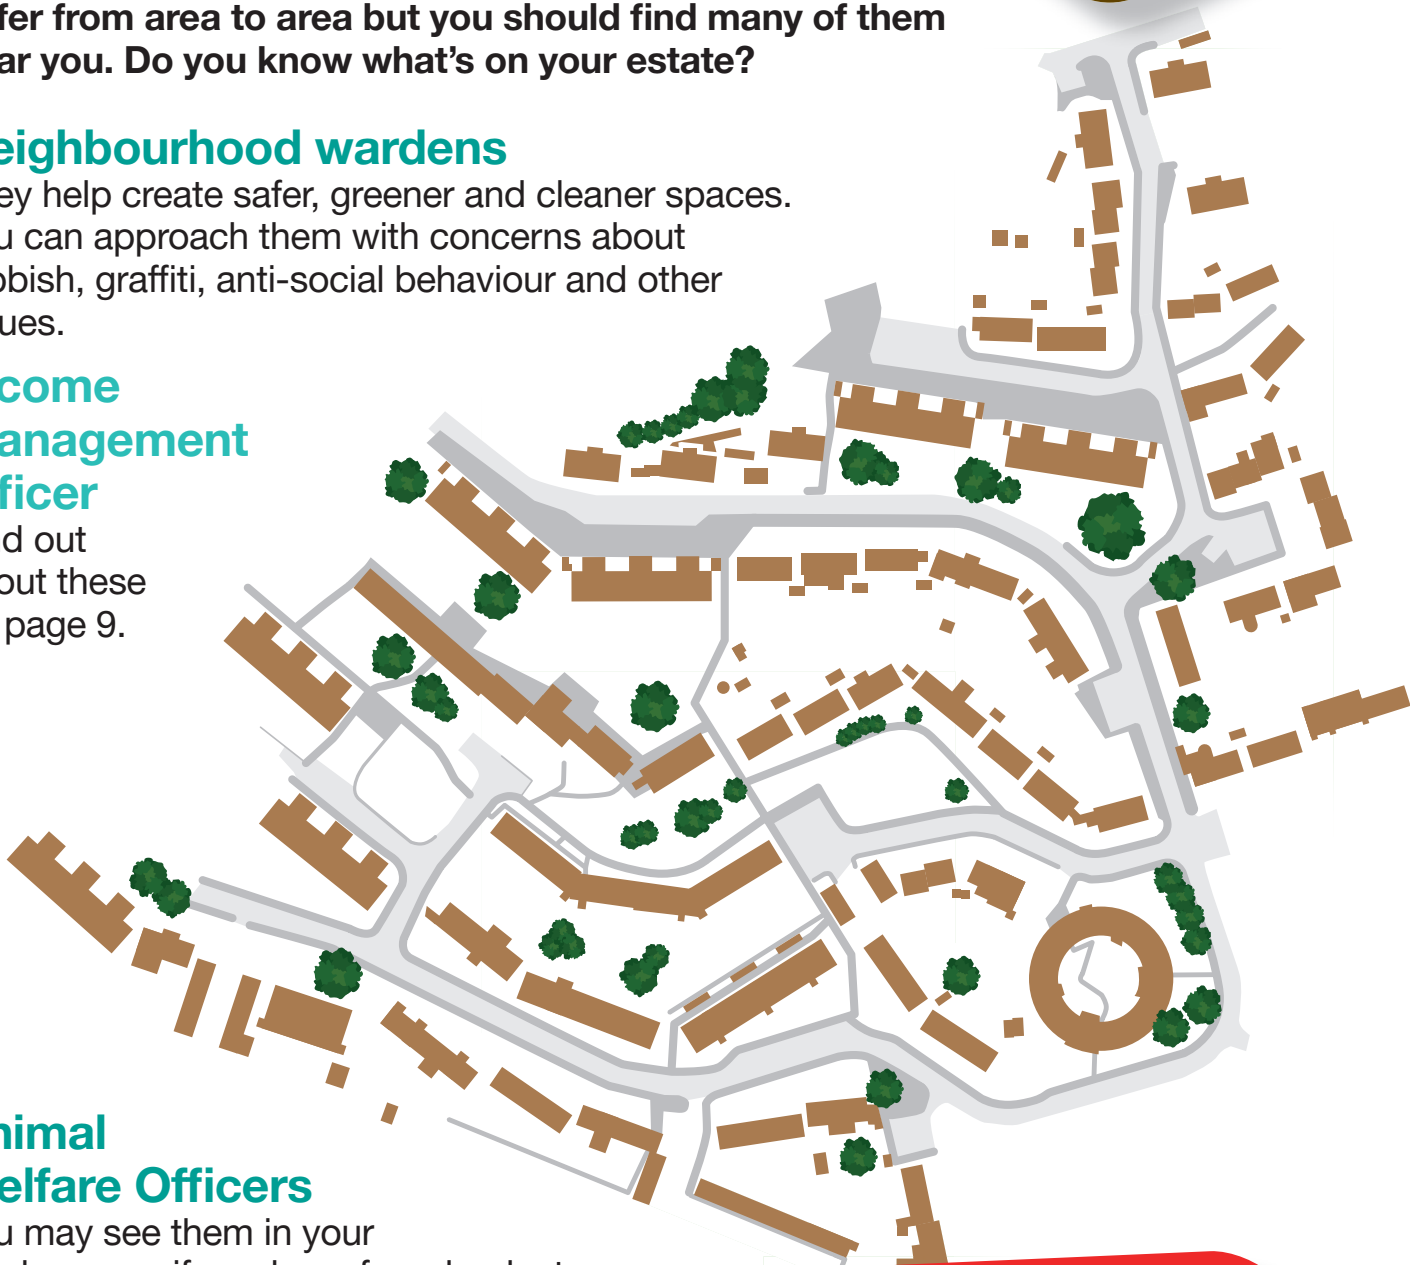 fer from area to area but you should find many of them
ar you. Do you know what’s on your estate?
eighbourhood wardens
ey help create safer, greener and cleaner spaces.
u can approach them with concerns about
bbish, graffiti, anti-social behaviour and other
ues.
come
anagement
ficer
d out
out these
page 9.
nimal
elfare Officers
u may see them in your